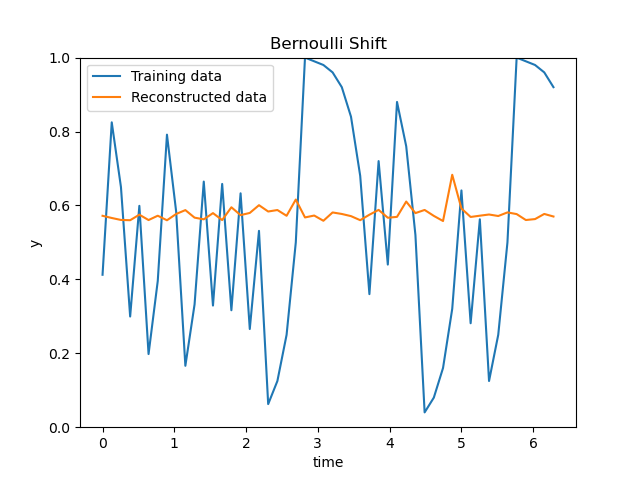 Bernoulli Shift
Training data
Reconstructed data
1.0
0.8
0.6
0.4
0.2
0.0
y
0 1 2 3 4 5 6
time